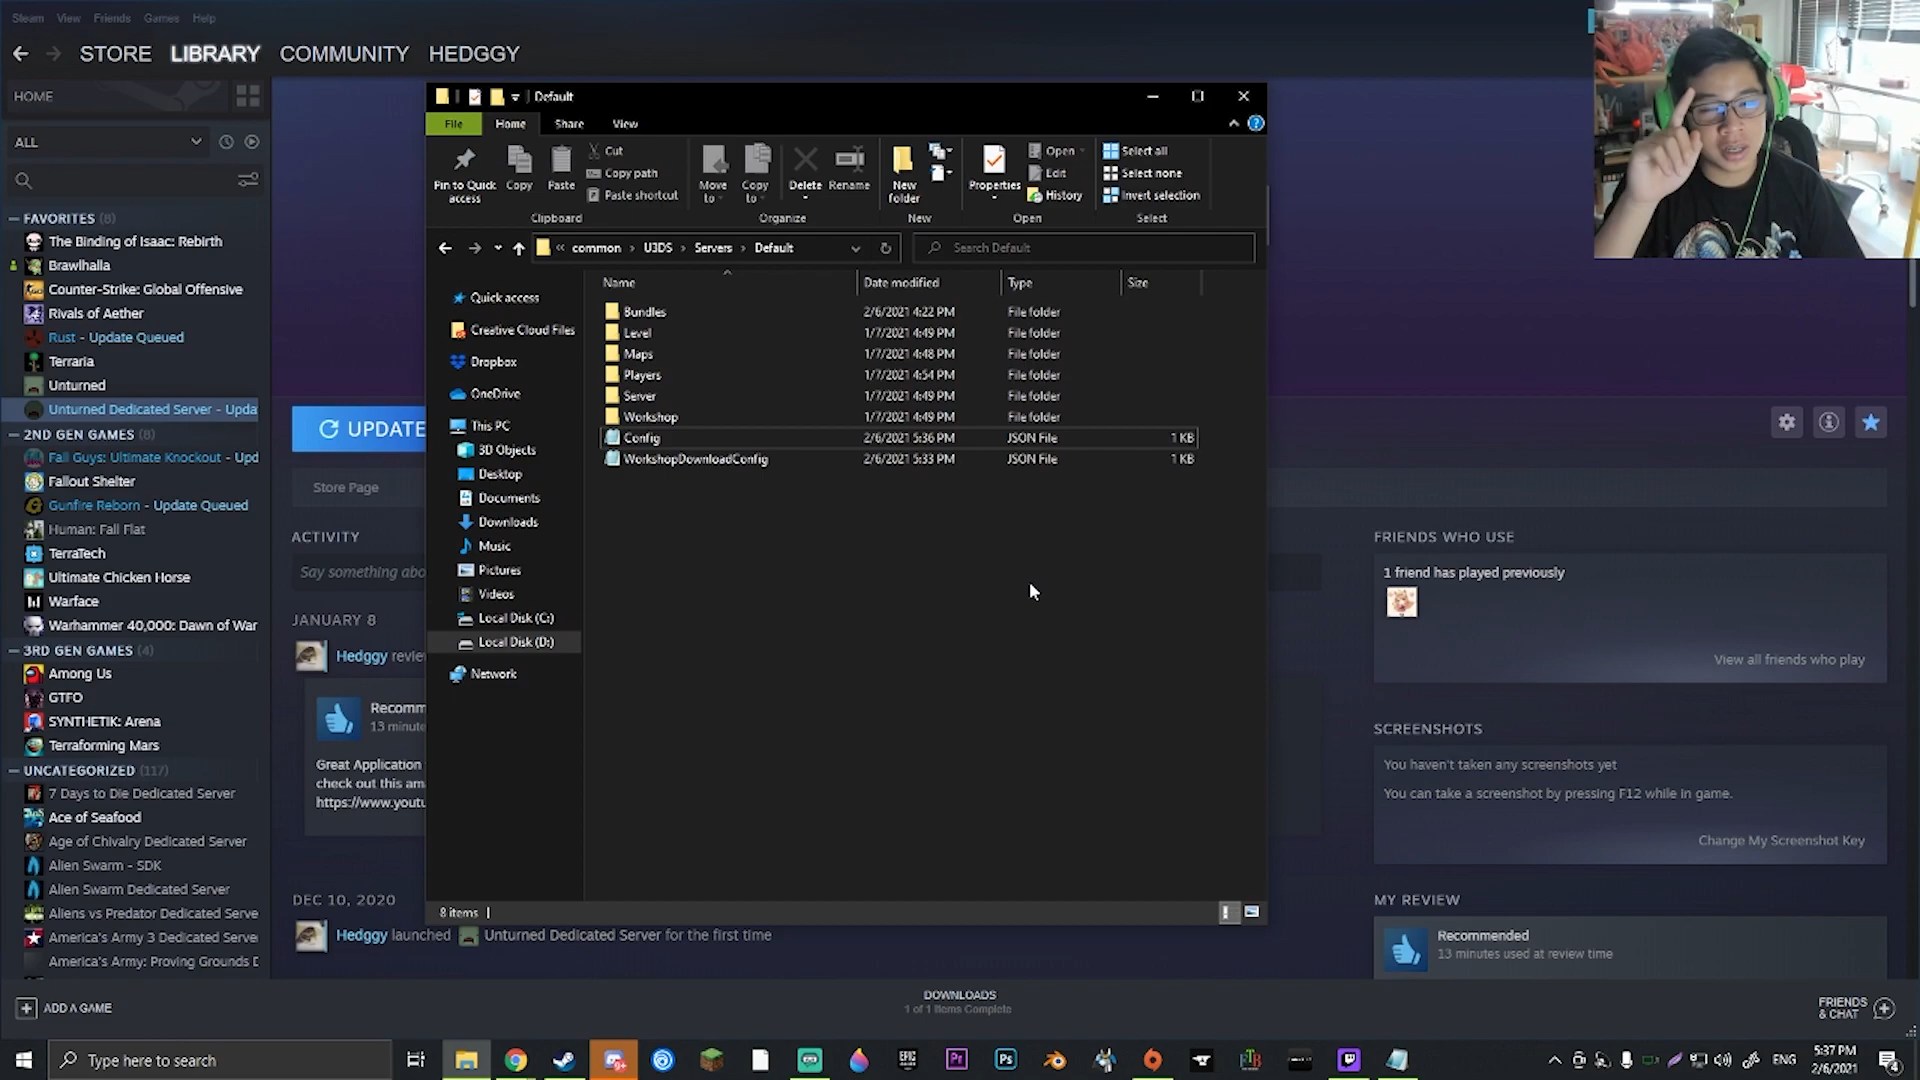 Steam View Friends Games Help
STORE LIBRARY COMMUNITY HEDGGY
HOME
ALL
FAVORITES (8)
The Binding of Isaac: Rebirth
Brawlhalla
Counter-Strike: Global Offensive
Rivals of Aether
Rust - Update Queued
Terraria
Unturned
Unturned Dedicated Server - Upda
2ND GEN GAMES (8)
Fall Guys: Ultimate Knockout - Upd
Fallout Shelter
Gunfire Reborn - Update Queued
Human: Fall Flat
TerraTech
Ultimate Chicken Horse
Warface
Warhammer 40,000: Dawn of War
3RD GEN GAMES (4)
Among Us
GTFO
SYNTHETIK: Arena
Terraforming Mars
UNCATEGORIZED (117)
7 Days to Die Dedicated Server
Ace of Seafood
Age of Chivalry Dedicated Server
Alien Swarm - SDK
Alien Swarm Dedicated Server
Aliens vs Predator Dedicated Serve
America's Army 3 Dedicated Serve
America's Army: Proving Grounds D
ADD A GAME
Default
File Home Share View
Pin to Quick access
Copy
Paste
Cut
Copy path
Paste shortcut
Clipboard
Move to
Copy to
Delete
Rename
Organize
New folder
New
Properties
Open
Edit
History
Open
Select all
Select none
Invert selection
Select
« common › U3DS › Servers › Default
Search Default
Quick access
Creative Cloud Files
Dropbox
OneDrive
This PC
3D Objects
Desktop
Documents
Downloads
Music
Pictures
Videos
Local Disk (C:)
Local Disk (D:)
Network
Name Date modified Type Size
Bundles 2/6/2021 4:22 PM File folder
Level 1/7/2021 4:49 PM File folder
Maps 1/7/2021 4:48 PM File folder
Players 1/7/2021 4:54 PM File folder
Server 1/7/2021 4:49 PM File folder
Workshop 1/7/2021 4:49 PM File folder
Config 2/6/2021 5:36 PM JSON File 1 KB
WorkshopDownloadConfig 2/6/2021 5:33 PM JSON File 1 KB
8 items
UPDATE
Store Page
ACTIVITY
Say something abo
JANUARY 8
Hedggy revie
Recomm
13 minute
Great Application
check out this am
https://www.youtu
DEC 10, 2020
Hedggy launched Unturned Dedicated Server for the first time
FRIENDS WHO USE
1 friend has played previously
View all friends who play
SCREENSHOTS
You haven't taken any screenshots yet
You can take a screenshot by pressing F12 while in game.
Change My Screenshot Key
MY REVIEW
Recommended
13 minutes used at review time
DOWNLOADS
1 of 1 Items Complete
FRIENDS
& CHAT
Type here to search
EPIC GAMES
Pr
Ps
ENG
5:37 PM
2/6/2021
4